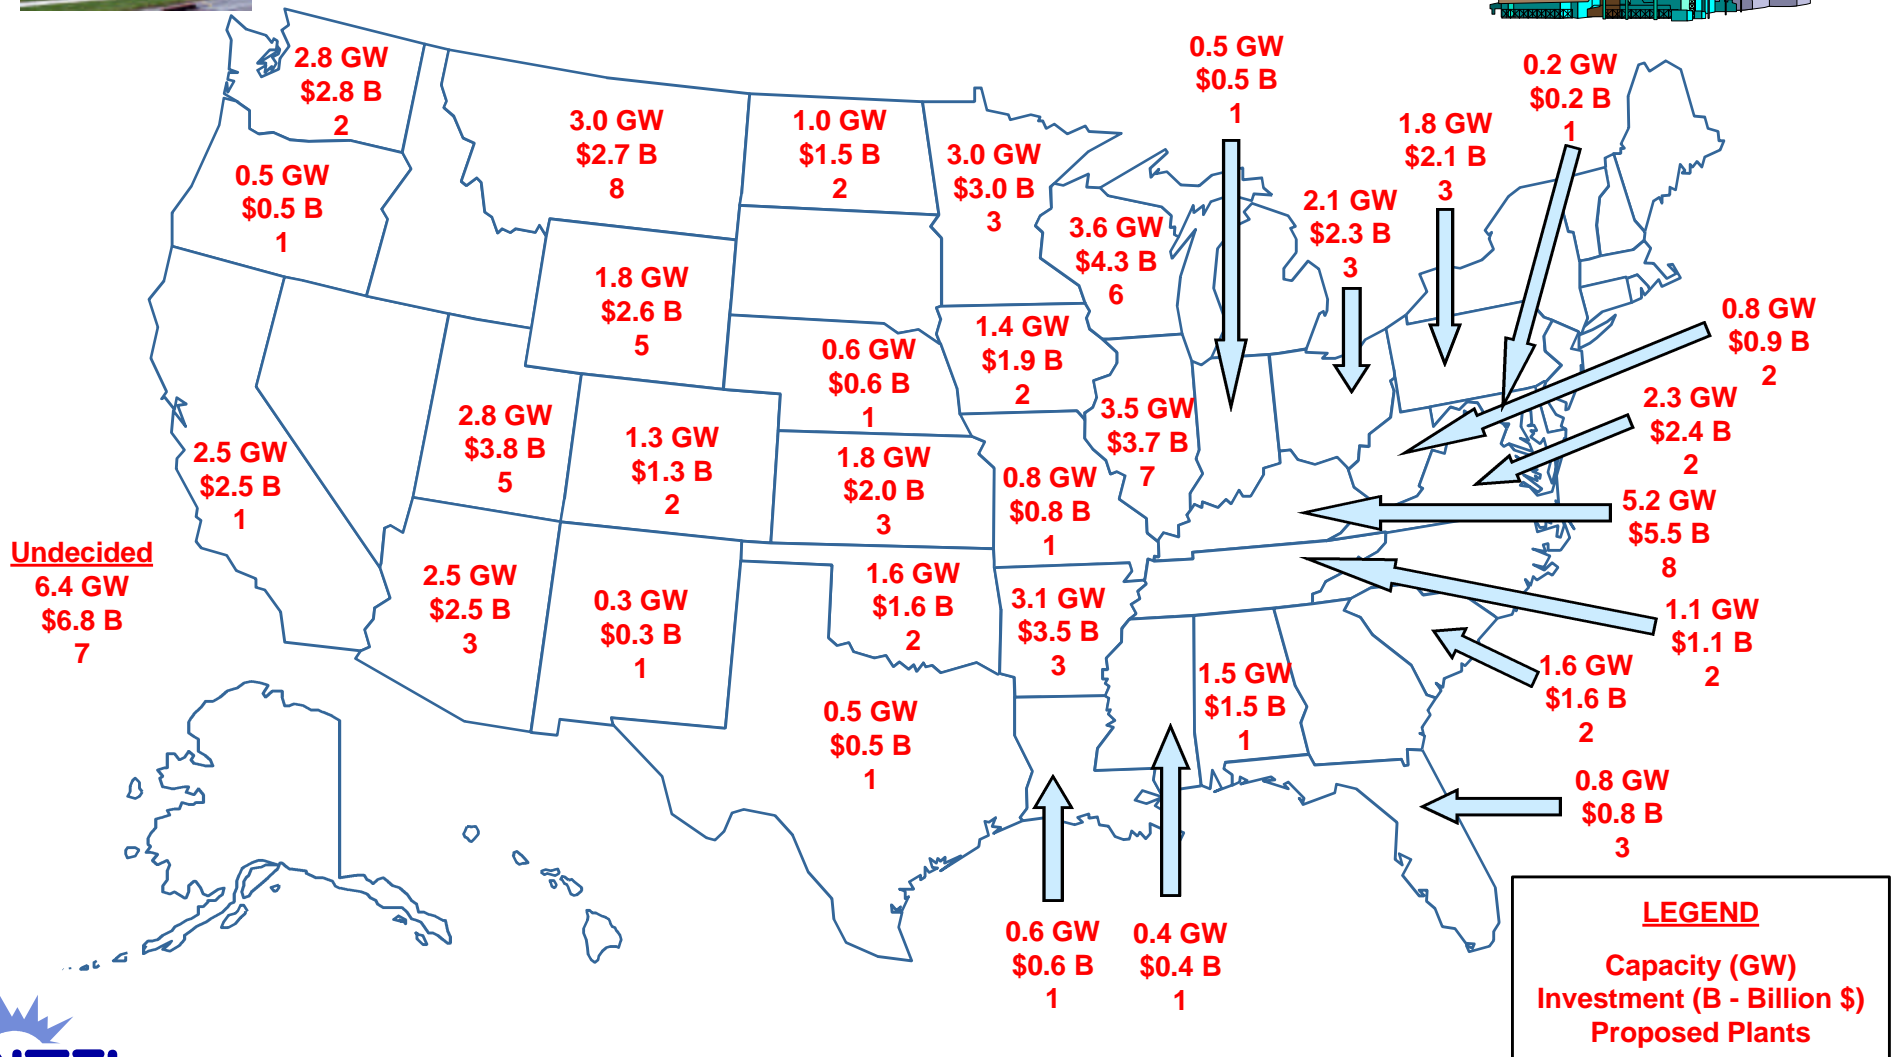 2.8 GW
$2.8 B
2
0.5 GW
$0.5 B
1
3.0 GW
$2.7 B
8
1.0 GW
$1.5 B
2
3.0 GW
$3.0 B
3
3.6 GW
$4.3 B
6
0.5 GW
$0.5 B
1
2.1 GW
$2.3 B
3
1.8 GW
$2.1 B
3
0.2 GW
$0.2 B
1
0.8 GW
$0.9 B
2
2.3 GW
$2.4 B
2
5.2 GW
$5.5 B
8
1.1 GW
$1.1 B
2
1.6 GW
$1.6 B
2
0.8 GW
$0.8 B
3
1.8 GW
$2.6 B
5
0.6 GW
$0.6 B
1
1.4 GW
$1.9 B
2
3.5 GW
$3.7 B
7
2.5 GW
$2.5 B
1
2.8 GW
$3.8 B
5
1.3 GW
$1.3 B
2
1.8 GW
$2.0 B
3
0.8 GW
$0.8 B
1
Undecided
6.4 GW
$6.8 B
7
2.5 GW
$2.5 B
3
0.3 GW
$0.3 B
1
1.6 GW
$1.6 B
2
3.1 GW
$3.5 B
3
0.5 GW
$0.5 B
1
1.5 GW
$1.5 B
1
0.6 GW
$0.6 B
1
0.4 GW
$0.4 B
1
LEGEND
Capacity (GW)
Investment (B - Billion $)
Proposed Plants